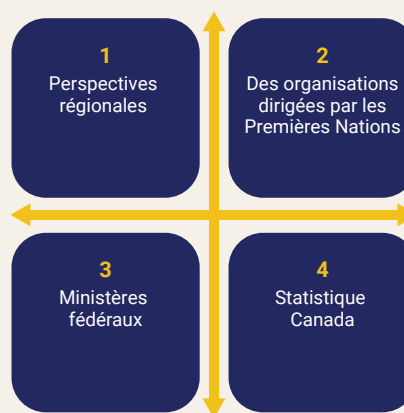 1
Perspectives
régionales
2
Des organisations
dirigées par les
Premières Nations
3
Ministères
fédéraux
4
Statistique
Canada